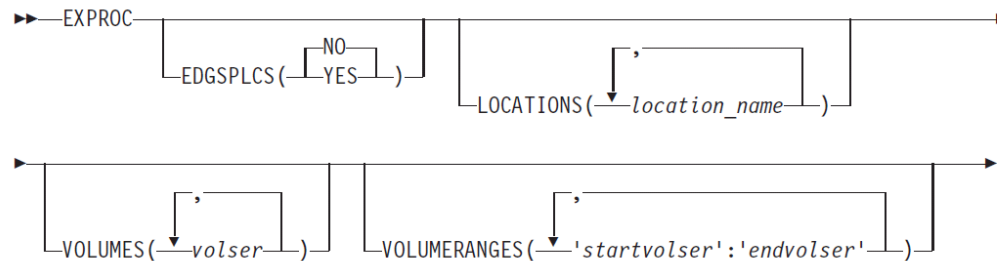 EXPROC
NO ,
EDGSPLCS( YES )
LOCATIONS( location_name )
, ,
VOLUMES( volser ) VOLUMERANGES( 'startvolser':'endvolser' )